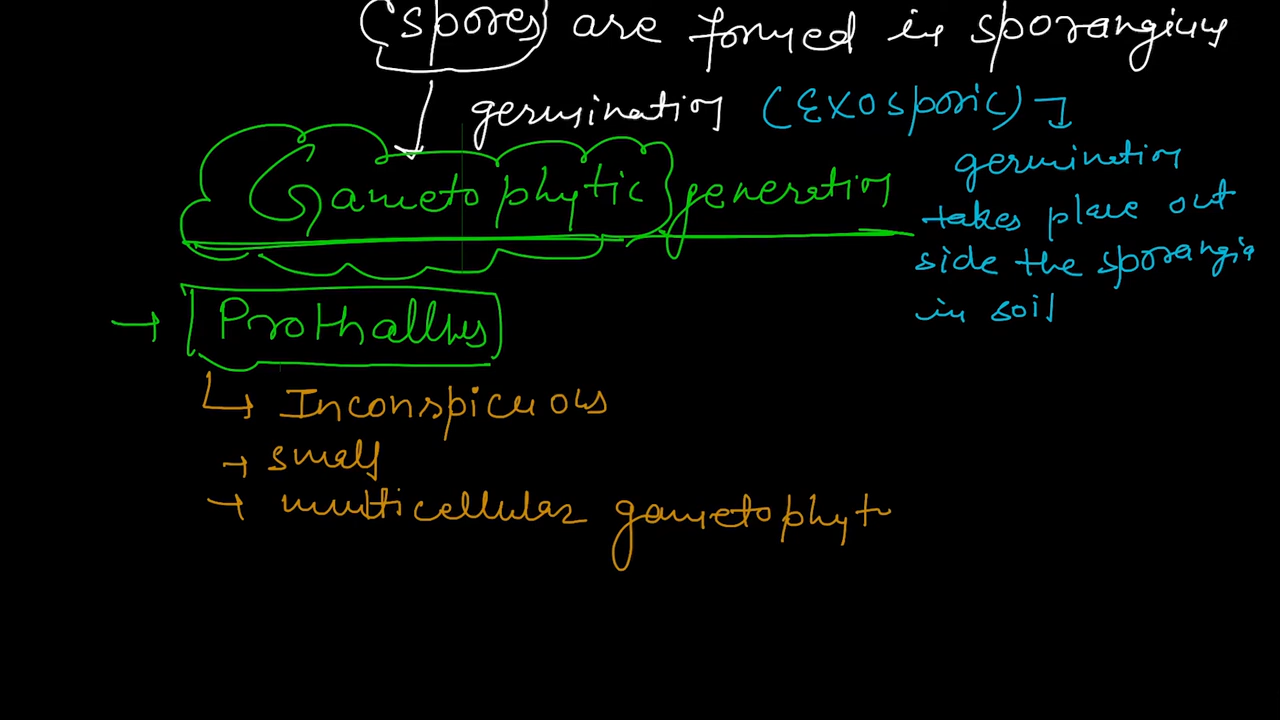 (spores) are formed in sporangium
germination (Exosporic)
Gametophytic generation
germination
takes place out
side the sporangia
in soil
→ Prothallus
Inconspicuous
→ small
→ multicellular gametophyt